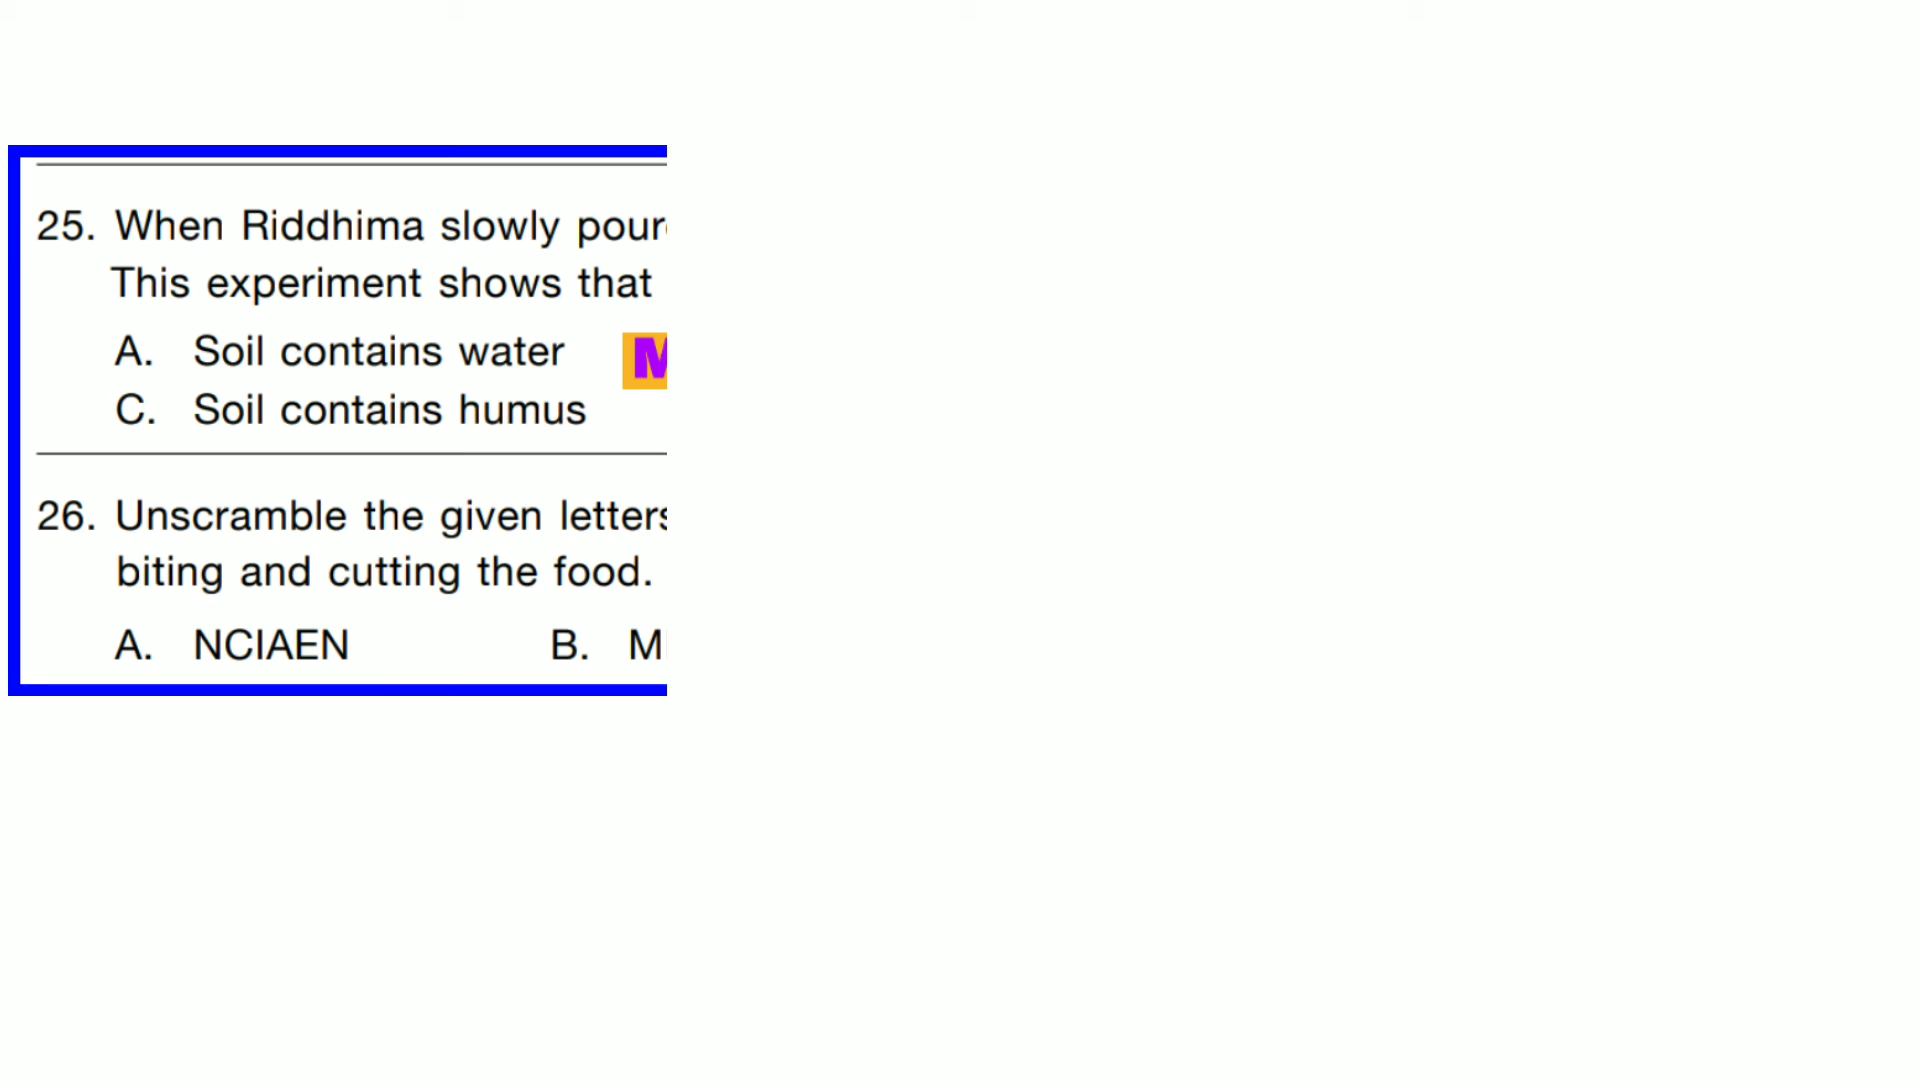 25. When Riddhima slowly pour
This experiment shows that
A. Soil contains water M
C. Soil contains humus
26. Unscramble the given letters
biting and cutting the food.
A. NCIAEN B. M